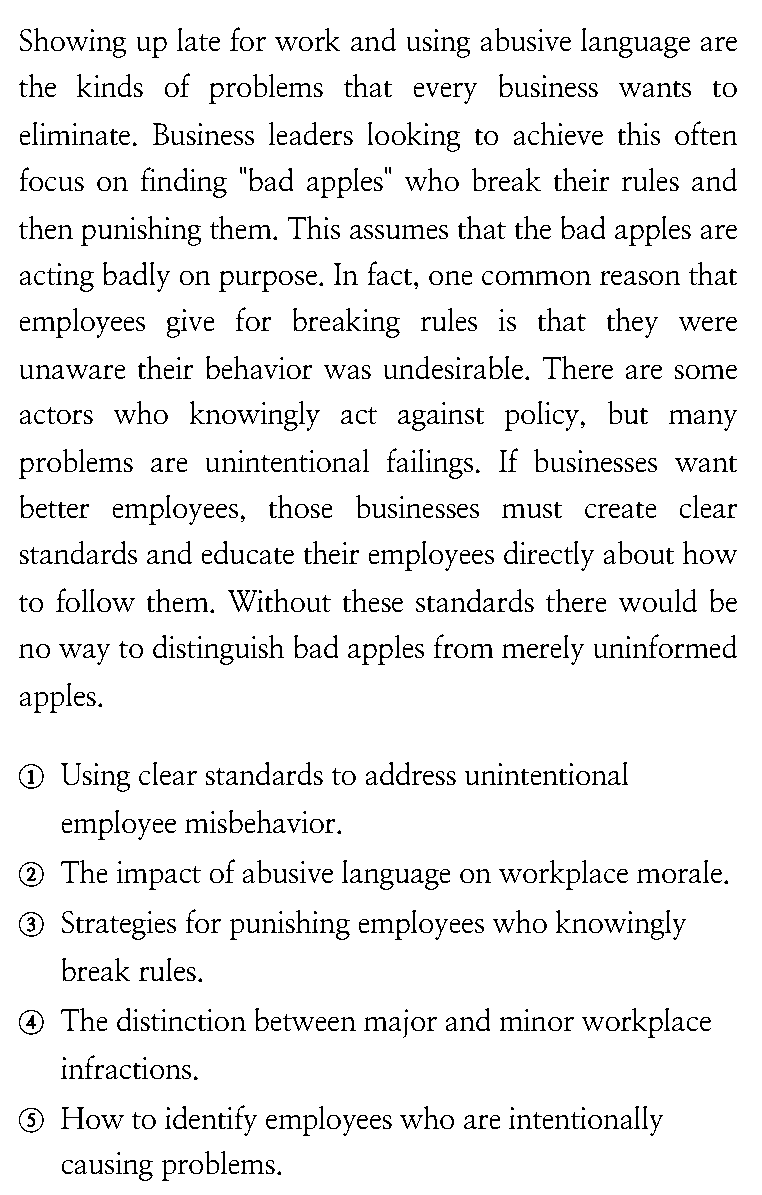 Showing up late for work and using abusive language are
the kinds of problems that every business wants to
eliminate. Business leaders looking to achieve this often
focus on finding "bad apples" who break their rules and
then punishing them. This assumes that the bad apples are
acting badly on purpose. In fact, one common reason that
employees give for breaking rules is that they were
unaware their behavior was undesirable. There are some
actors who knowingly act against policy, but many
problems are unintentional failings. If businesses want
better employees, those businesses must create clear
standards and educate their employees directly about how
to follow them. Without these standards there would be
no way to distinguish bad apples from merely uninformed
apples.
① Using clear standards to address unintentional
employee misbehavior.
② The impact of abusive language on workplace morale.
③ Strategies for punishing employees who knowingly
break rules.
④ The distinction between major and minor workplace
infractions.
⑤ How to identify employees who are intentionally
causing problems.